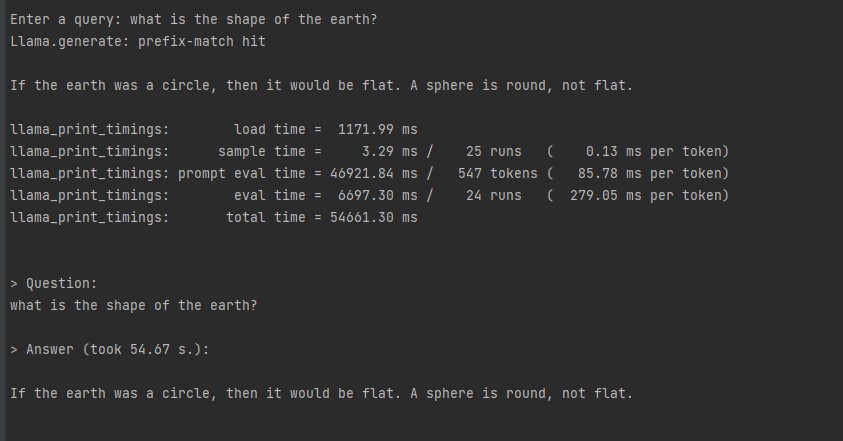 Enter a query: what is the shape of the earth?
Llama.generate: prefix-match hit
If the earth was a circle, then it would be flat. A sphere is round, not flat.
llama_print_timings:        load time =  1171.99 ms
llama_print_timings:      sample time =     3.29 ms /    25 runs   (    0.13 ms per token)
llama_print_timings: prompt eval time = 46921.84 ms /   547 tokens (   85.78 ms per token)
llama_print_timings:        eval time =  6697.30 ms /    24 runs   (  279.05 ms per token)
llama_print_timings:       total time = 54661.30 ms
> Question:
what is the shape of the earth?
> Answer (took 54.67 s.):
If the earth was a circle, then it would be flat. A sphere is round, not flat.